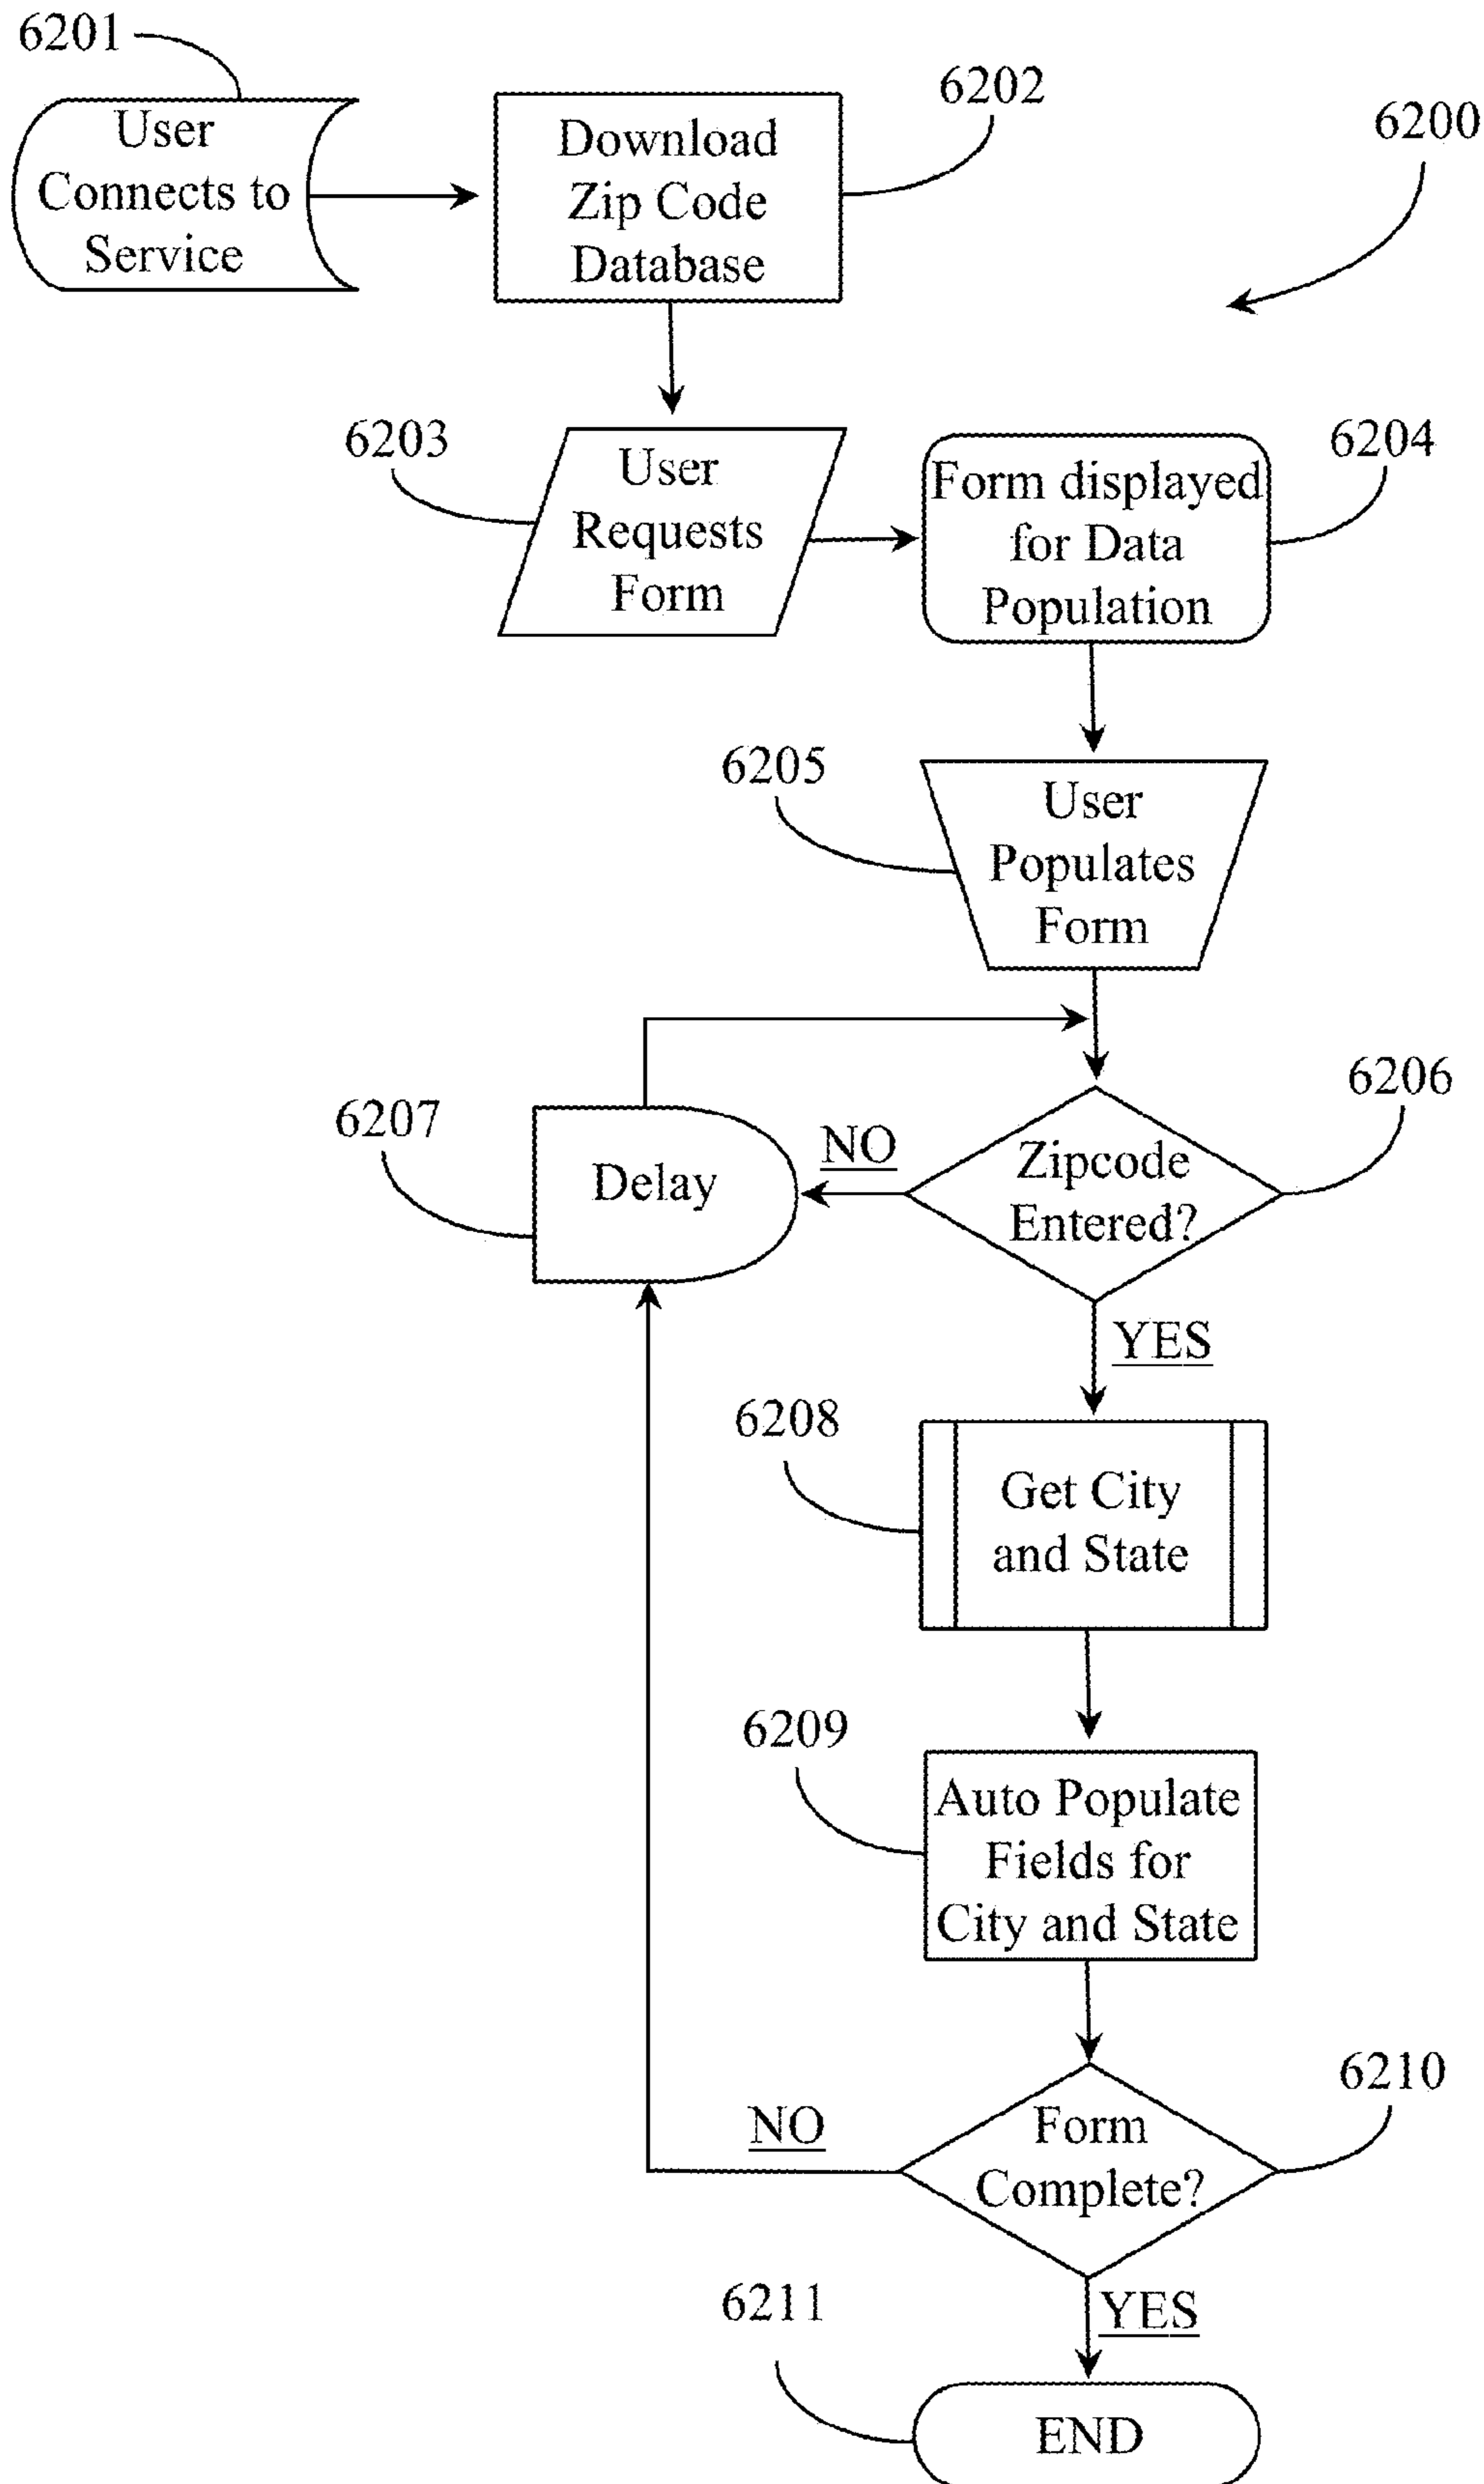 6201
User
Connects to
Service
6202
Download
Zip Code
Database
6200
6203
User
Requests
Form
6204
Form displayed
for Data
Population
6205
User
Populates
Form
6206
Zipcode
Entered?
NO
6207
Delay
YES
6208
Get City
and State
6209
Auto Populate
Fields for
City and State
6210
Form
Complete?
NO
YES
6211
END